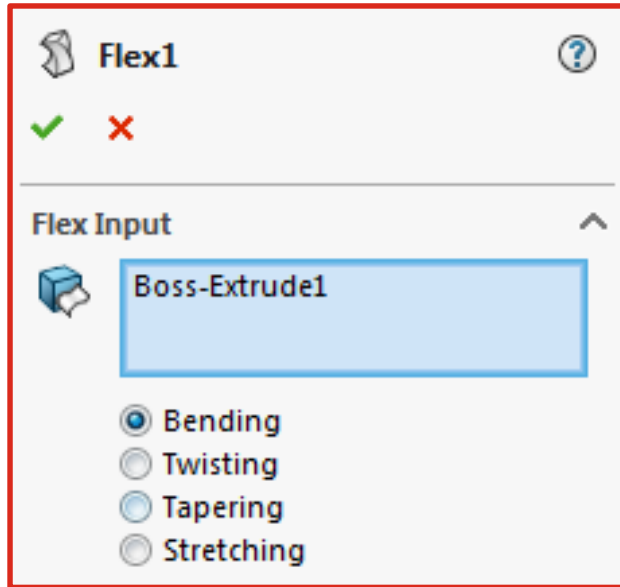 Flex1
?
Flex Input
Boss-Extrude1
Bending
Twisting
Tapering
Stretching